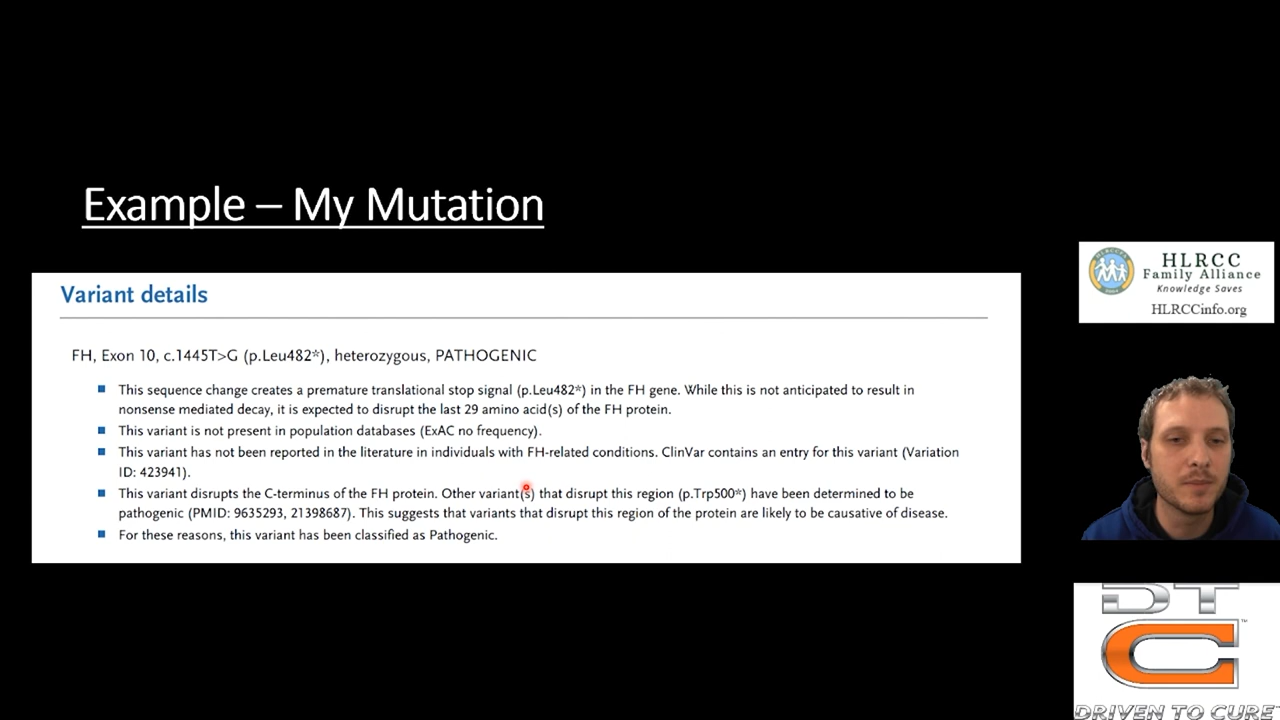 Example – My Mutation
Variant details
FH, Exon 10, c.1445T>G (p.Leu482*), heterozygous, PATHOGENIC
This sequence change creates a premature translational stop signal (p.Leu482*) in the FH gene. While this is not anticipated to result in
nonsense mediated decay, it is expected to disrupt the last 29 amino acid(s) of the FH protein.
This variant is not present in population databases (ExAC no frequency).
This variant has not been reported in the literature in individuals with FH-related conditions. ClinVar contains an entry for this variant (Variation
ID: 423941).
This variant disrupts the C-terminus of the FH protein. Other variant(s) that disrupt this region (p.Trp500*) have been determined to be
pathogenic (PMID: 9635293, 21398687). This suggests that variants that disrupt this region of the protein are likely to be causative of disease.
For these reasons, this variant has been classified as Pathogenic.
HLRCC
Family Alliance
Knowledge Saves
HLRCCinfo.org
DTC
™
DRIVEN TO CURE